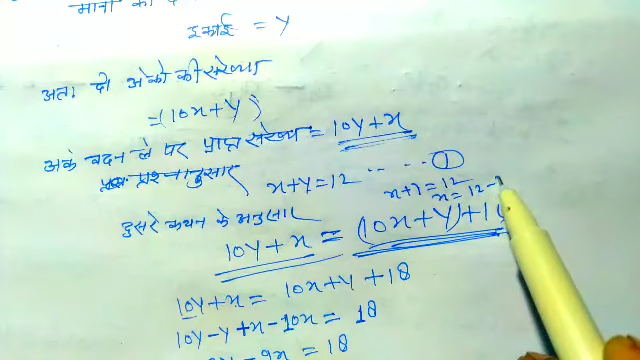 इकाई = y
अतः दो अंको की संख्या
= (10x+y)
अंक बदल ने पर प्राप्त संख्या = 10y+x
प्रश्नानुसार x+y=12 ..... ①
x+y=12
x=12-
दुसरे कथन के अनुसार
10y+x = (10x+y)+1
10y+x = 10x+y+18
10y-y+x-10x = 18
-9x = 18